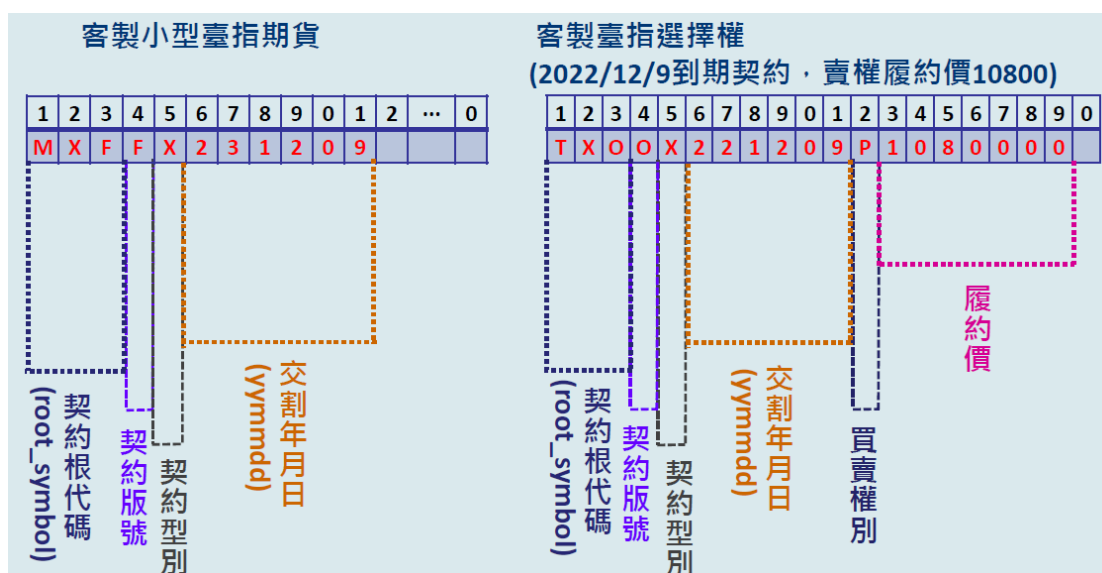 客製小型臺指期貨
1 2 3 4 5 6 7 8 9 0 1 2 ... 0
M X F F X 2 3 1 2 0 9
契約根代碼
(root_symbol)
契約版號
契約型別
交割年月日
(yymmdd)
客製臺指選擇權
(2022/12/9到期契約，賣權履約價10800)
1 2 3 4 5 6 7 8 9 0 1 2 3 4 5 6 7 8 9 0
T X O O X 2 2 1 2 0 9 P 1 0 8 0 0 0 0
契約根代碼
(root_symbol)
契約版號
契約型別
交割年月日
(yymmdd)
買賣權別
履約價